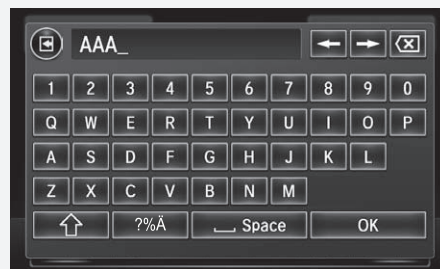 AAA_
1 2 3 4 5 6 7 8 9 0
Q W E R T Y U I O P
A S D F G H J K L
Z X C V B N M
?%Ä Space OK